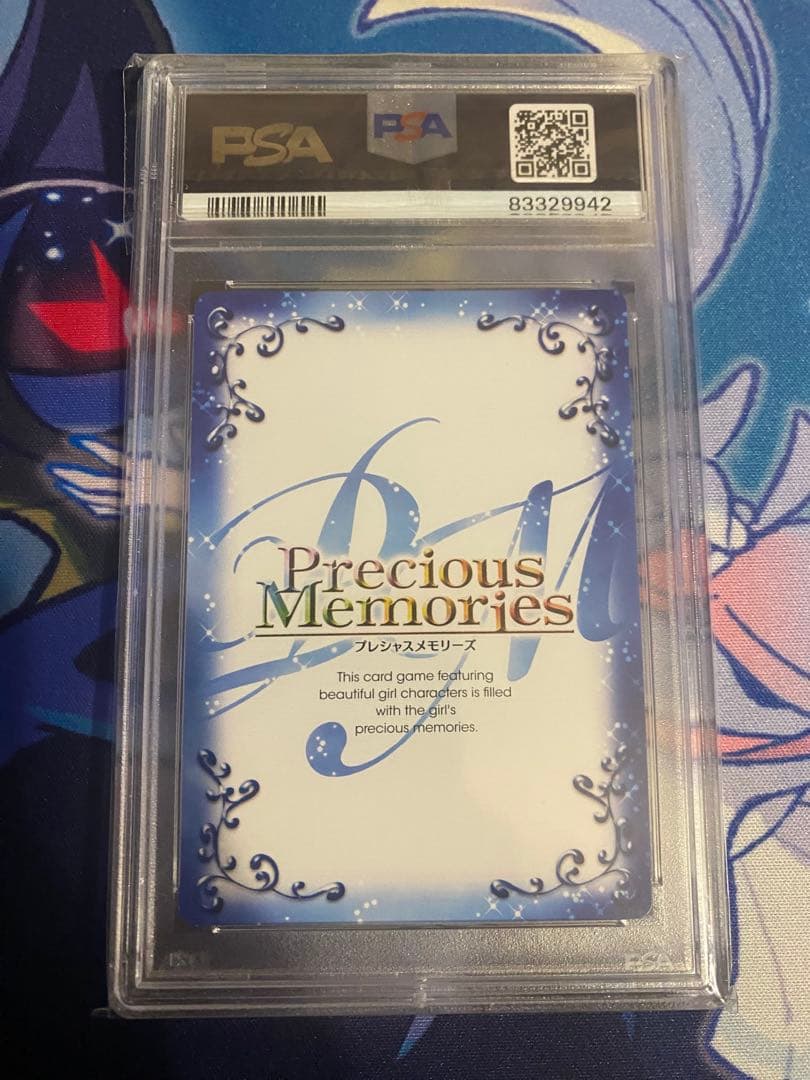 PSA
PSA
83329942
PM
Precious
Memories
プレシャスメモリーズ
This card game featuring
beautiful girl characters is filled
with the girl's
precious memories.
PSA